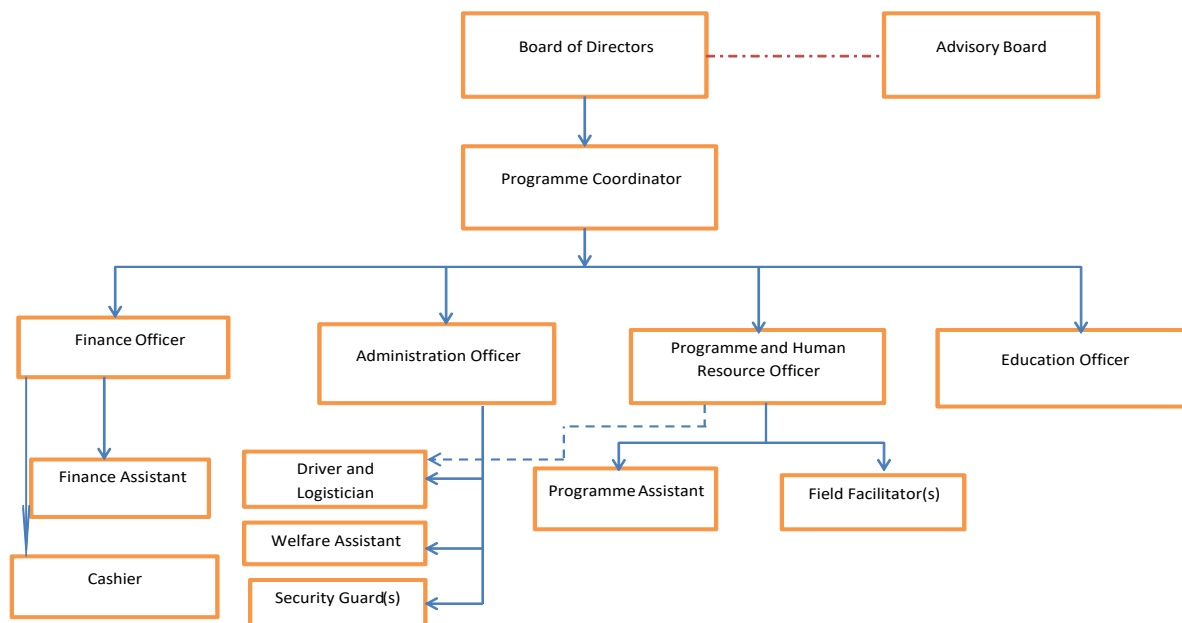 Board of Directors
Advisory Board
Programme Coordinator
Finance Officer
Administration Officer
Programme and Human
Resource Officer
Education Officer
Finance Assistant
Driver and
Logistician
Programme Assistant
Field Facilitator(s)
Welfare Assistant
Cashier
Security Guard(s)